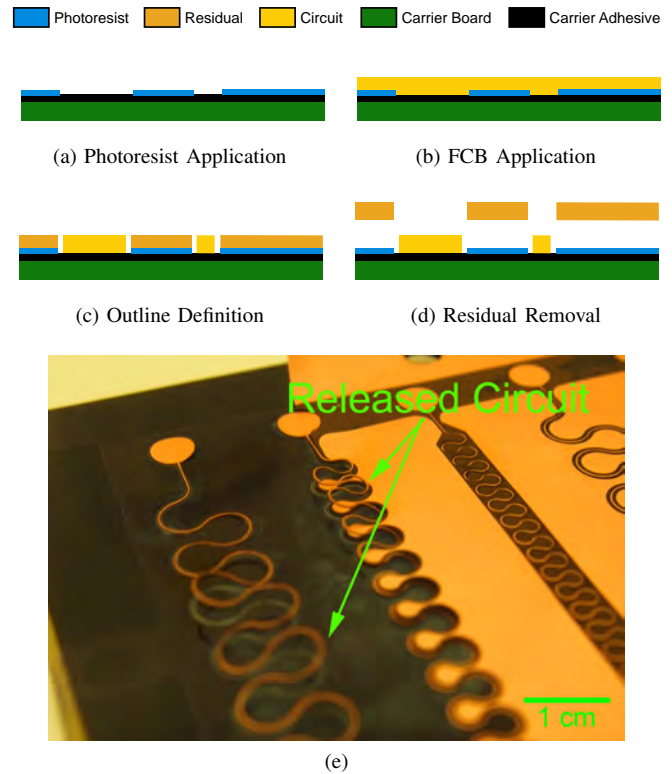 Photoresist Residual Circuit Carrier Board Carrier Adhesive
(a) Photoresist Application (b) FCB Application
(c) Outline Definition (d) Residual Removal
Released Circuit
1 cm
(e)